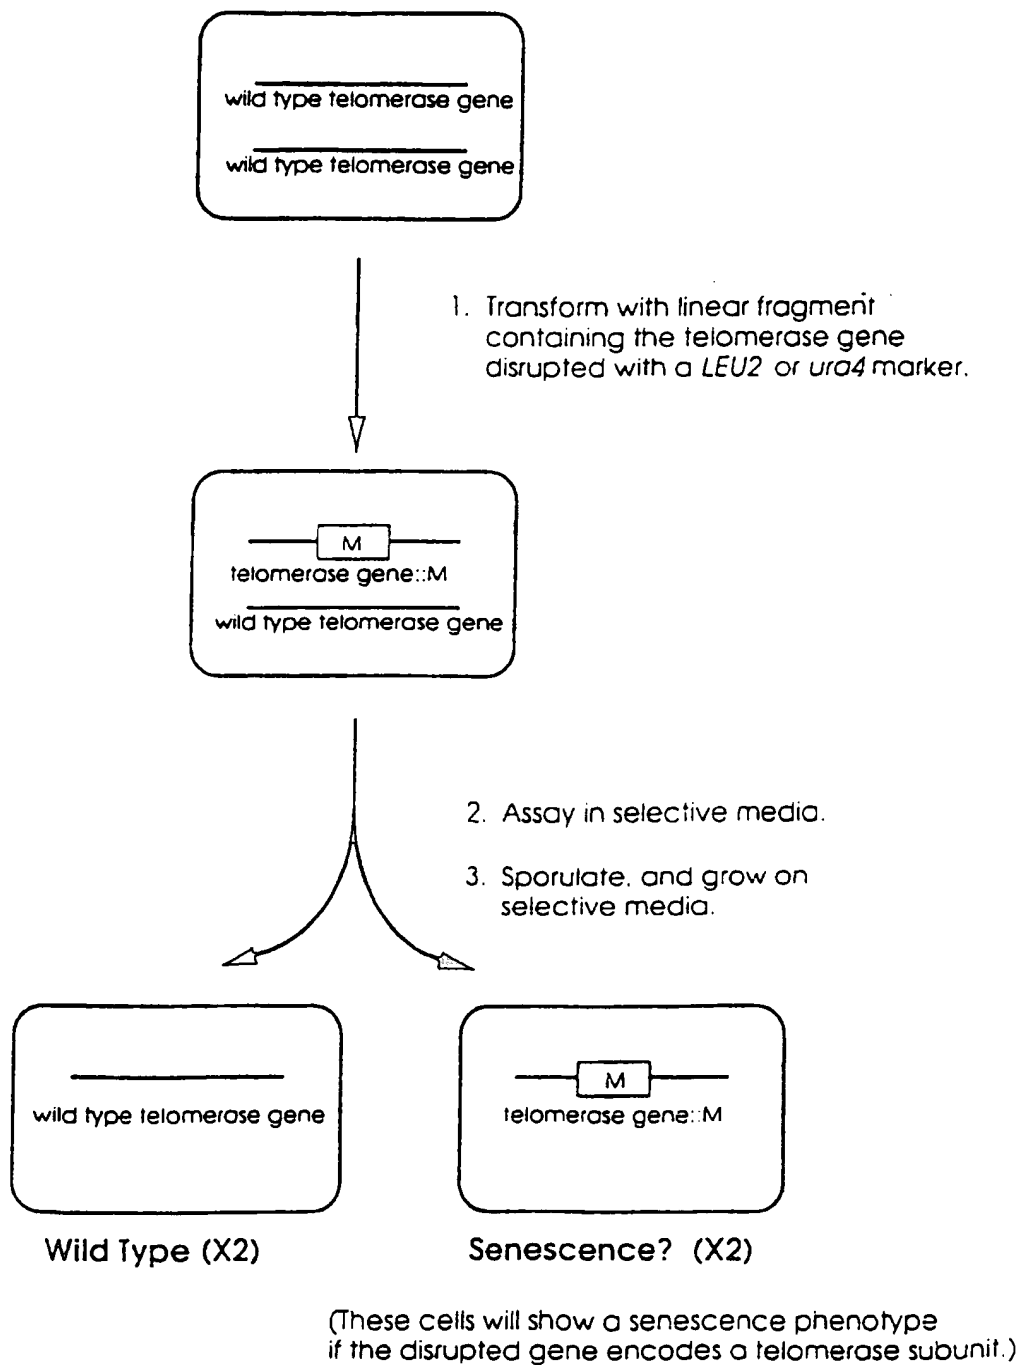 wild type telomerase gene
wild type telomerase gene
1. Transform with linear fragment
containing the telomerase gene
disrupted with a LEU2 or ura4 marker.
M
telomerase gene::M
wild type telomerase gene
2. Assay in selective media.
3. Sporulate, and grow on
selective media.
wild type telomerase gene
M
telomerase gene::M
Wild Type (X2)
Senescence? (X2)
(These cells will show a senescence phenotype
if the disrupted gene encodes a telomerase subunit.)